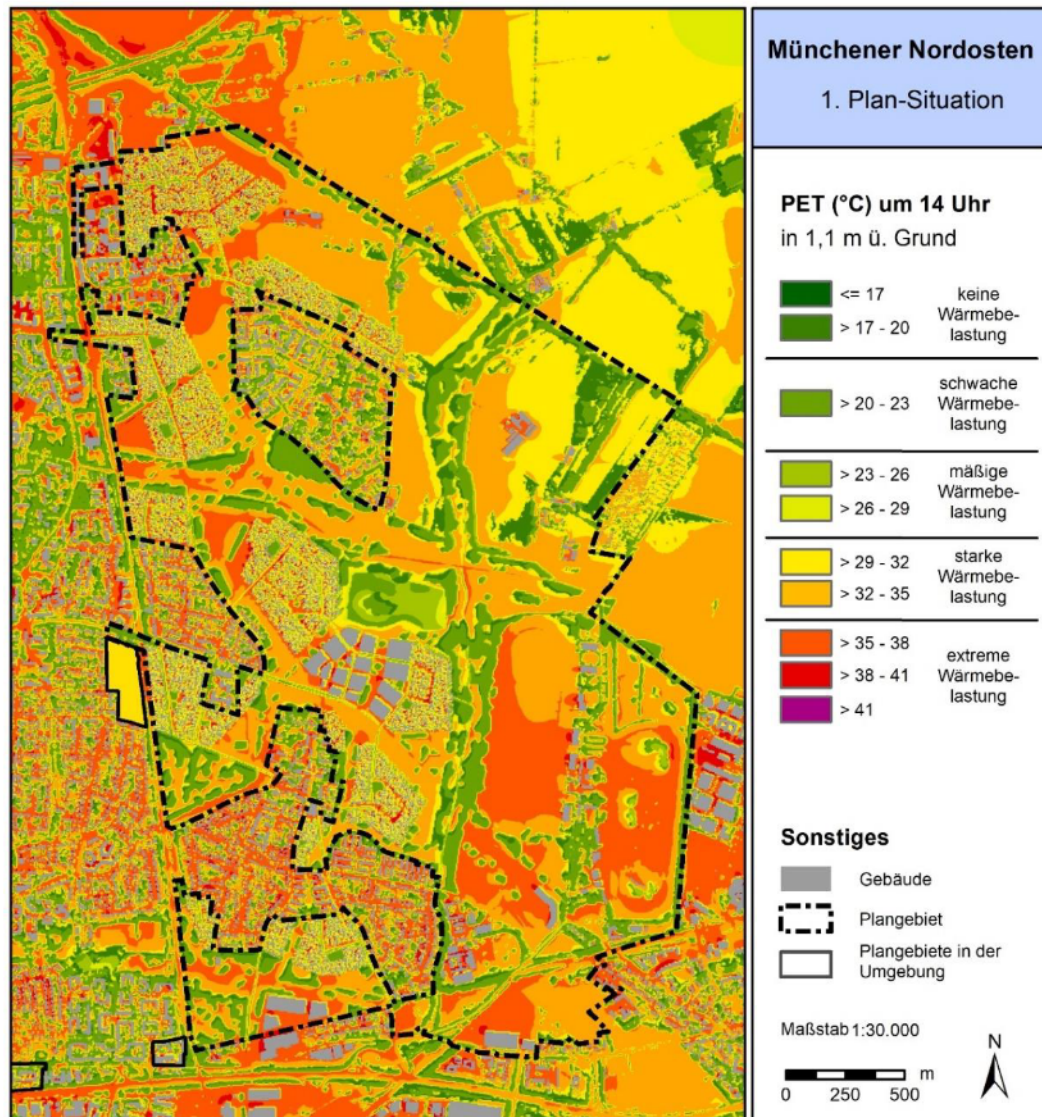 Münchener Nordosten
1. Plan-Situation
PET (°C) um 14 Uhr
in 1,1 m ü. Grund
<= 17
> 17 - 20
keine
Wärmebe-
lastung
> 20 - 23
schwache
Wärmebe-
lastung
> 23 - 26
> 26 - 29
mäßige
Wärmebe-
lastung
> 29 - 32
> 32 - 35
starke
Wärmebe-
lastung
> 35 - 38
> 38 - 41
> 41
extreme
Wärmebe-
lastung
Sonstiges
Gebäude
Plangebiet
Plangebiete in der
Umgebung
Maßstab 1:30.000
N
0 250 500 m